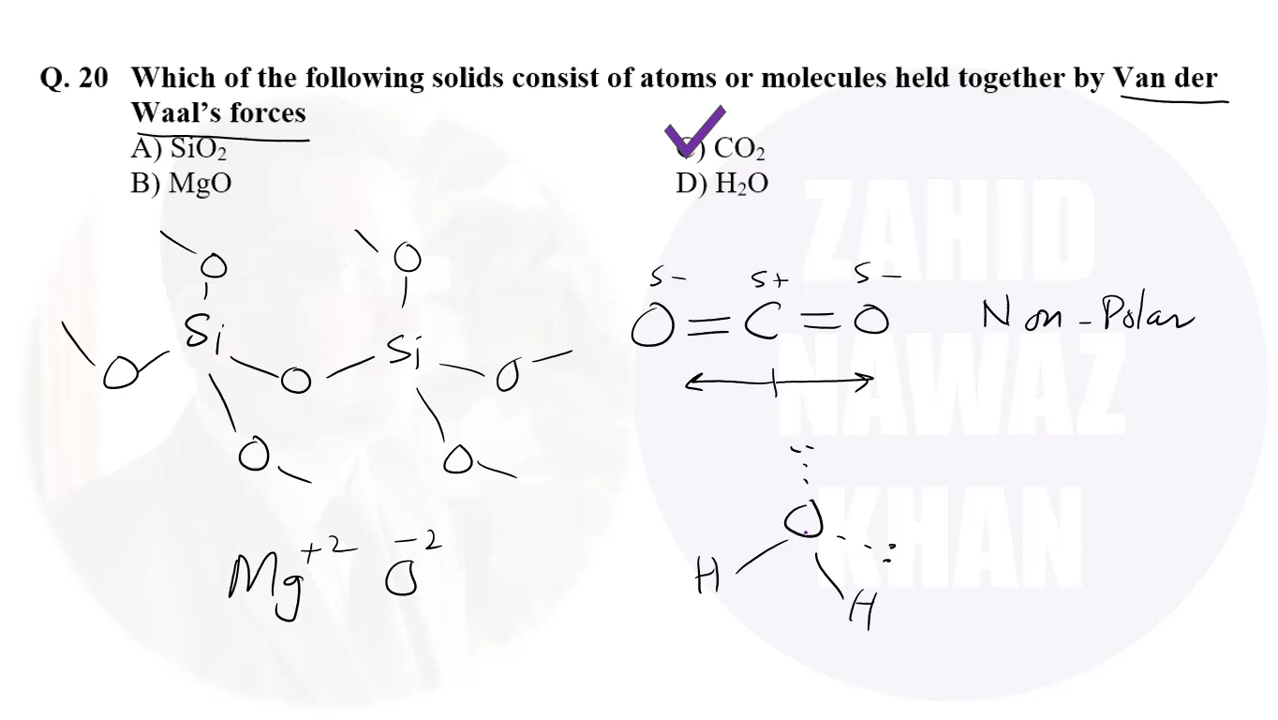 Q. 20 Which of the following solids consist of atoms or molecules held together by Van der
Waal’s forces
A) SiO₂
C) CO₂
B) MgO
D) H₂O
O O
Si Si
O O O
O O
δ- δ+ δ-
O=C=O Non-Polar
Mg+2 O-2
O
H H
ZAHID
NAWAZ
KHAN